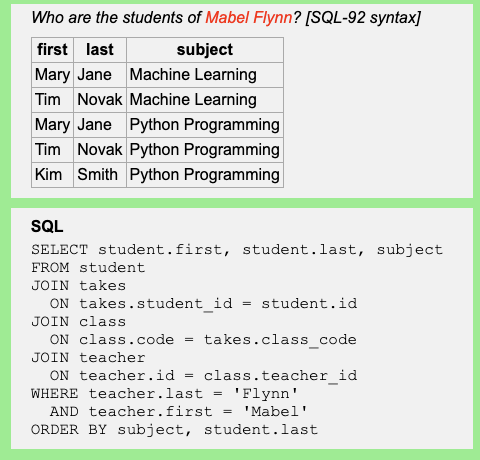 Who are the students of Mabel Flynn? [SQL-92 syntax]
first last subject
Mary Jane Machine Learning
Tim Novak Machine Learning
Mary Jane Python Programming
Tim Novak Python Programming
Kim Smith Python Programming
SQL
SELECT student.first, student.last, subject
FROM student
JOIN takes
  ON takes.student_id = student.id
JOIN class
  ON class.code = takes.class_code
JOIN teacher
  ON teacher.id = class.teacher_id
WHERE teacher.last = 'Flynn'
  AND teacher.first = 'Mabel'
ORDER BY subject, student.last